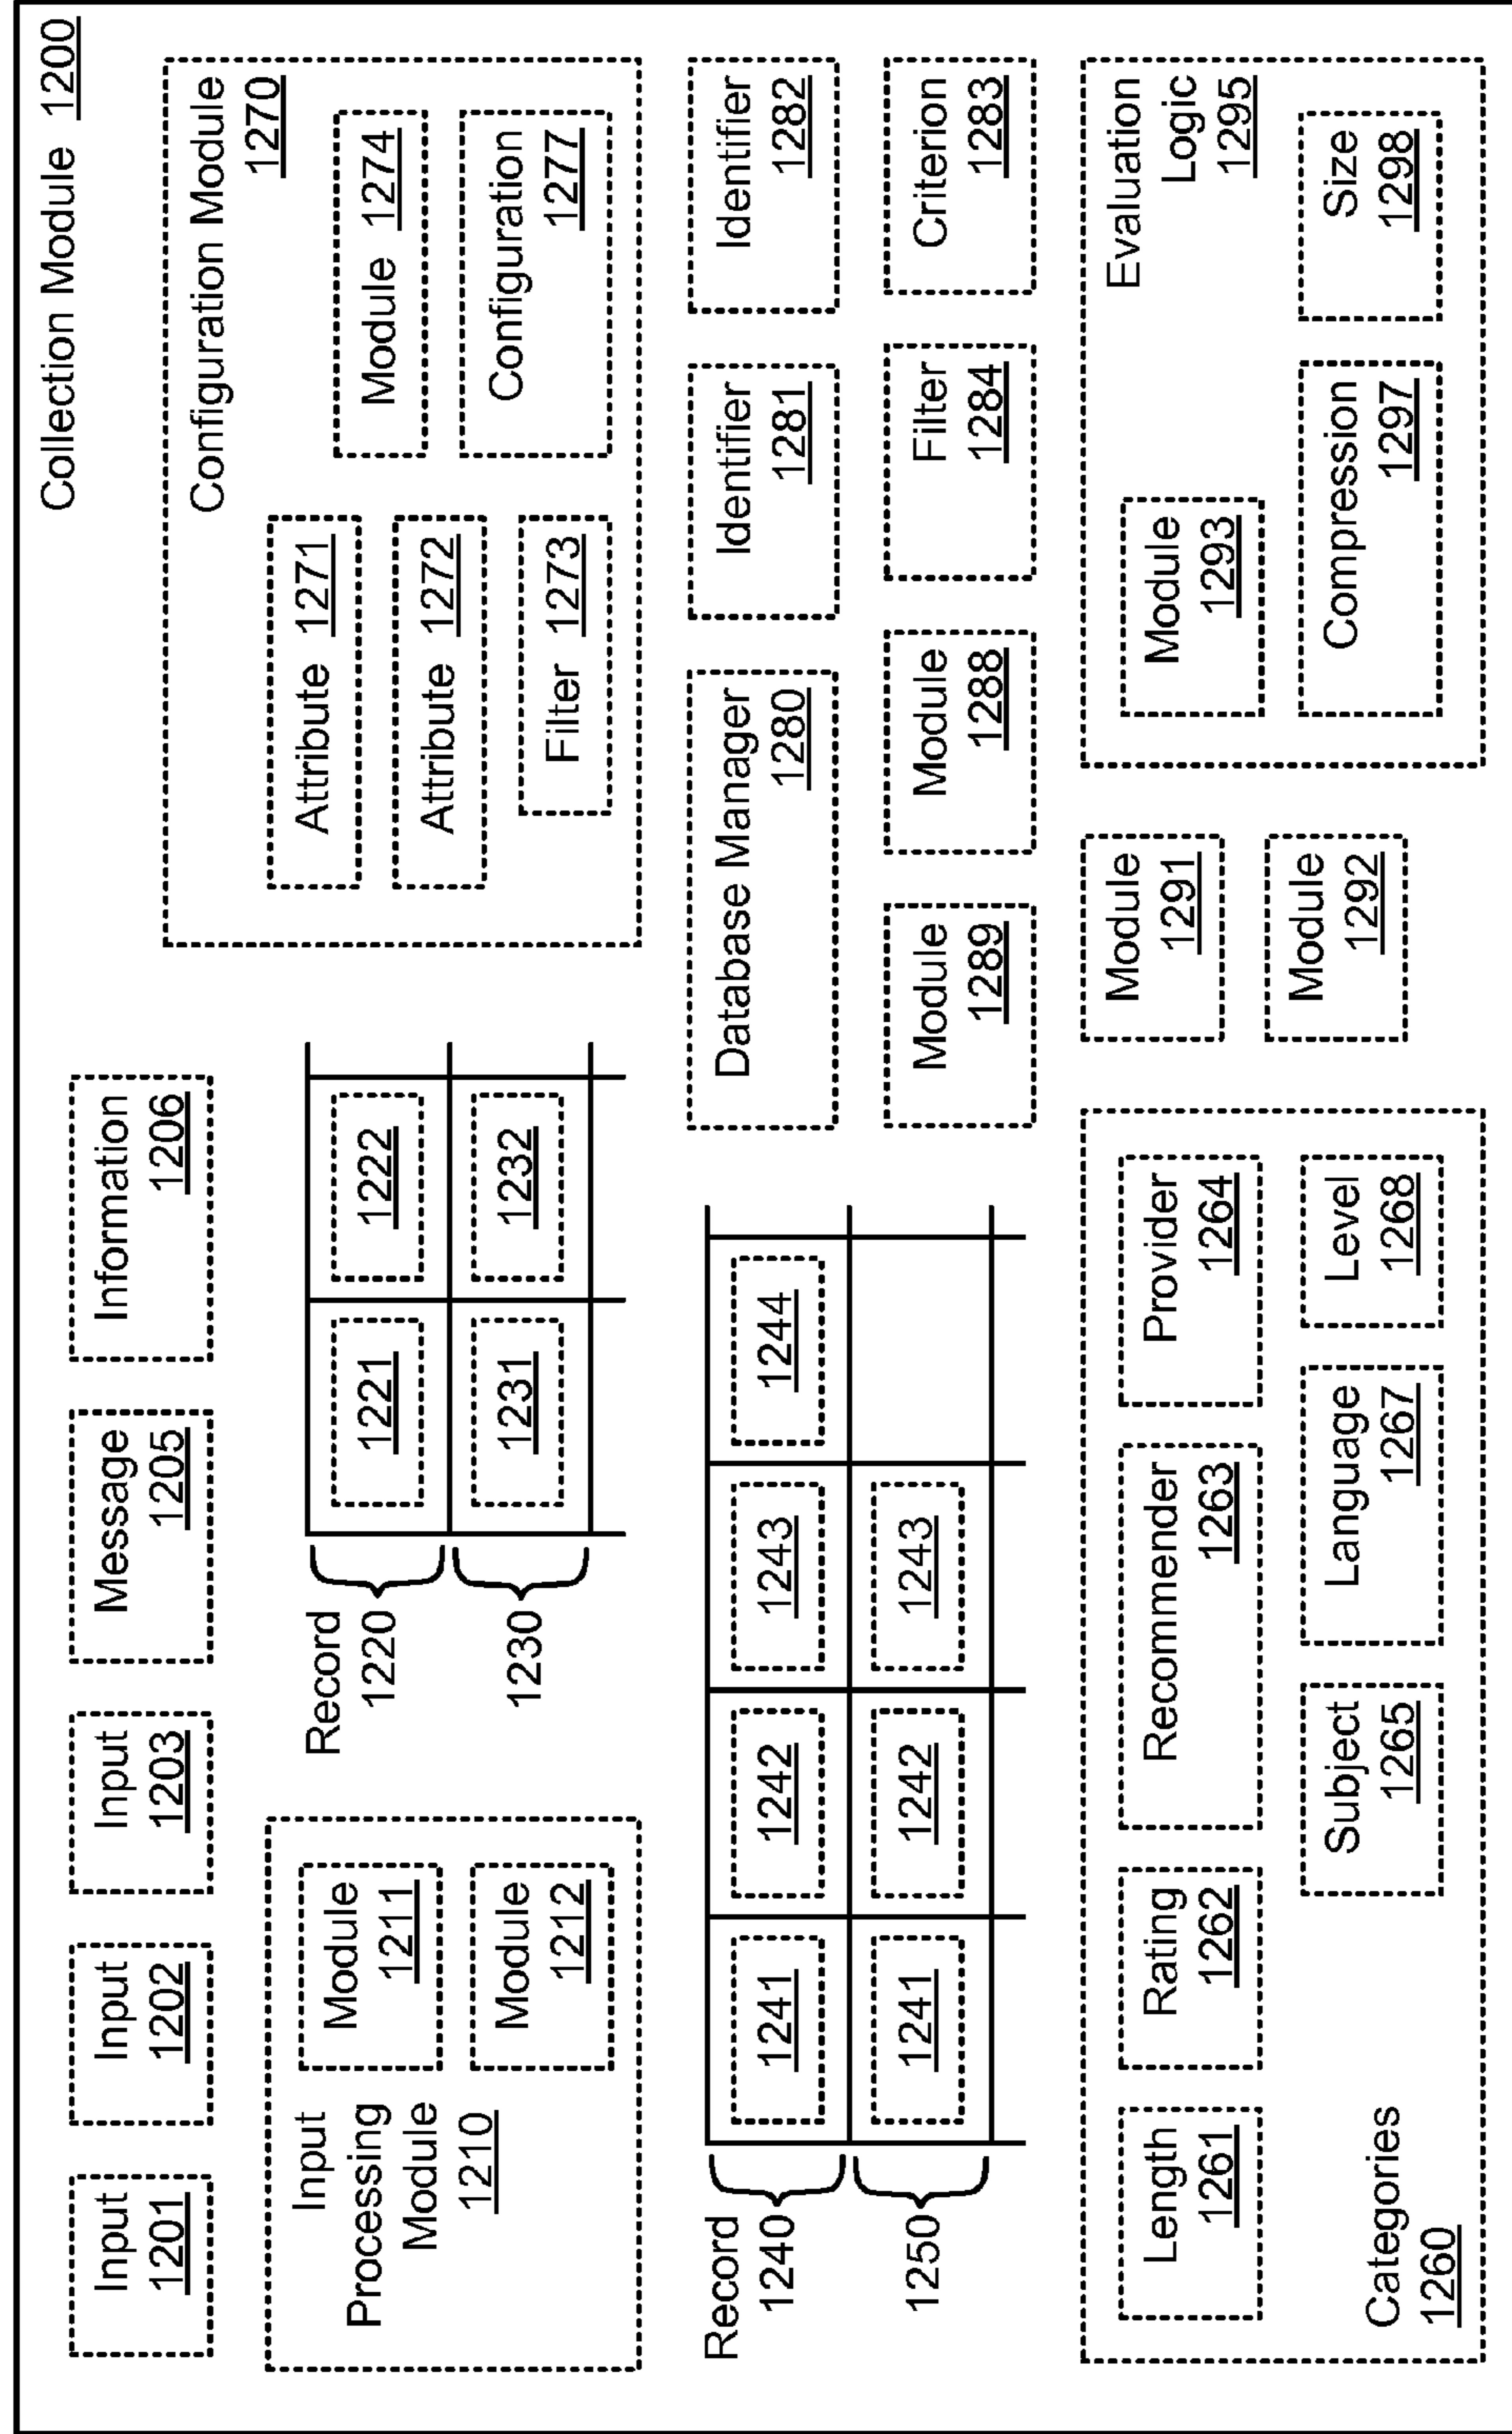 Collection Module 1200
Input
1201
Input
1202
Input
1203
Message
1205
Information
1206
Configuration Module
1270
Attribute 1271
Attribute 1272
Filter 1273
Module 1274
Configuration
1277
Input
Processing
Module
1210
Module
1211
Module
1212
Record
1220
1230
1221
1222
1231
1232
Record
1240
1250
1241
1242
1243
1244
1241
1242
1243
Database Manager
1280
Identifier
1281
Identifier
1282
Module
1289
Module
1288
Filter
1284
Criterion
1283
Length
1261
Rating
1262
Recommender
1263
Provider
1264
Categories
1260
Subject
1265
Language
1267
Level
1268
Module
1291
Module
1292
Evaluation
Logic
1295
Module
1293
Compression
1297
Size
1298